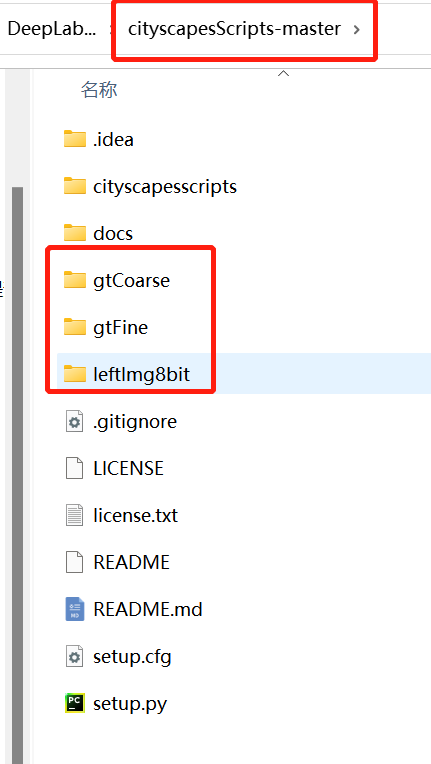 DeepLab... cityscapesScripts-master
名称
.idea
cityscapesscripts
docs
gtCoarse
gtFine
leftImg8bit
.gitignore
LICENSE
license.txt
README
README.md
setup.cfg
setup.py